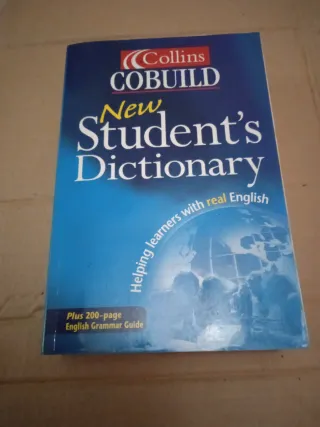 Collins
COBUILD
New
Student's
Dictionary
Helping learners with real English
Plus 200-page
English Grammar Guide